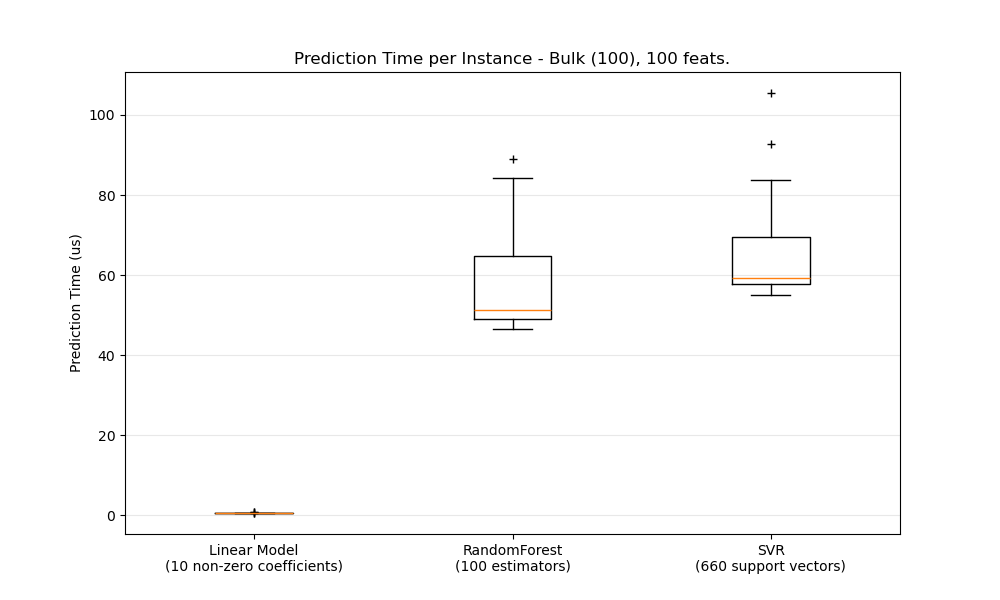 Prediction Time per Instance - Bulk (100), 100 feats.
Prediction Time (us)
100
80
60
40
20
0
Linear Model
(10 non-zero coefficients)
RandomForest
(100 estimators)
SVR
(660 support vectors)